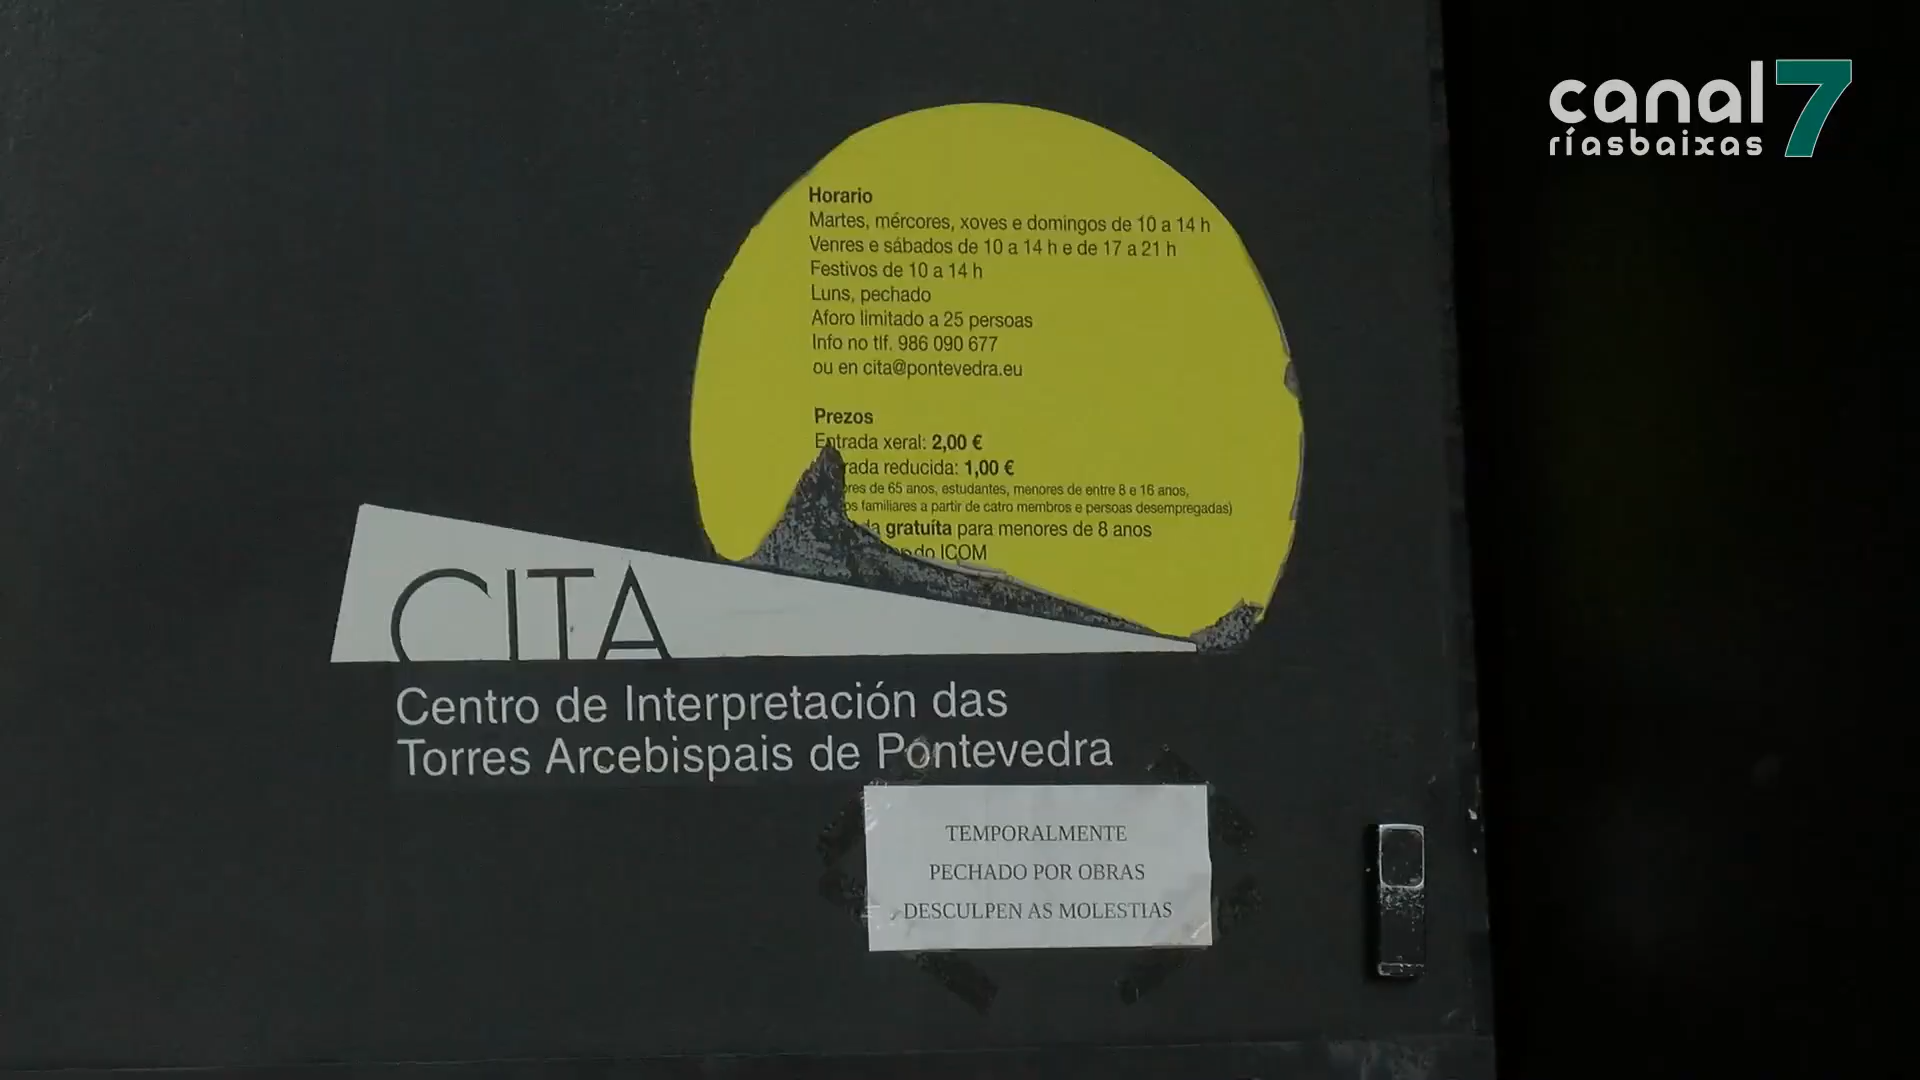 canal 7
ríasbaixas
Horario
Martes, mércores, xoves e domingos de 10 a 14 h
Venres e sábados de 10 a 14 h e de 17 a 21 h
Festivos de 10 a 14 h
Luns, pechado
Aforo limitado a 25 persoas
Info no tlf. 986 090 677
ou en cita@pontevedra.eu
Prezos
Entrada xeral: 2,00 €
rada reducida: 1,00 €
res de 65 anos, estudantes, menores de entre 8 e 16 anos,
os familiares a partir de catro membros e persoas desempregadas)
da gratuíta para menores de 8 anos
do ICOM
CITA
Centro de Interpretación das
Torres Arcebispais de Pontevedra
TEMPORALMENTE
PECHADO POR OBRAS
DESCULPEN AS MOLESTIAS